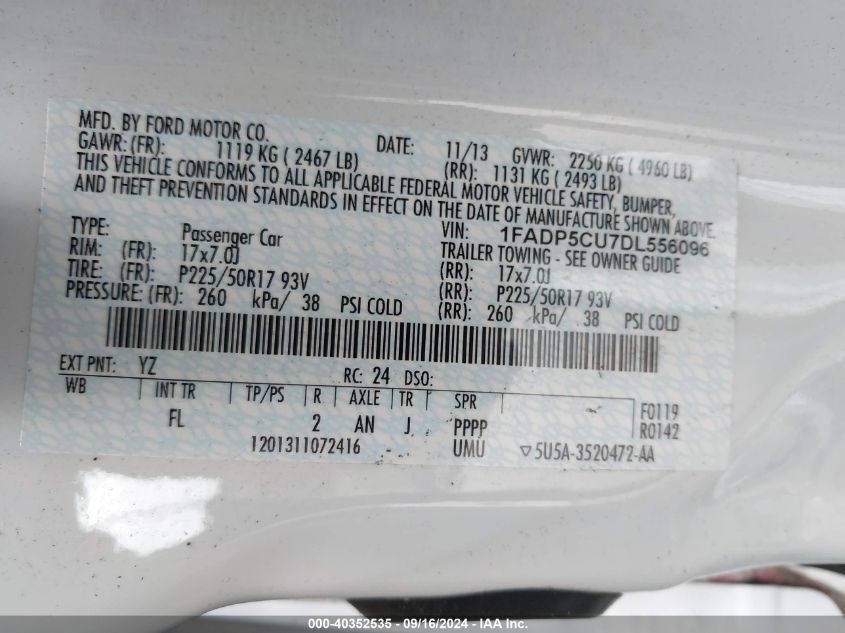 MFD. BY FORD MOTOR CO. DATE: 11/13 GVWR: 2250 KG ( 4960 LB)
GAWR: (FR): 1119 KG ( 2467 LB) (RR): 1131 KG ( 2493 LB)
THIS VEHICLE CONFORMS TO ALL APPLICABLE FEDERAL MOTOR VEHICLE SAFETY, BUMPER,
AND THEFT PREVENTION STANDARDS IN EFFECT ON THE DATE OF MANUFACTURE SHOWN ABOVE.
VIN: 1FADP5CU7DL556096
TYPE: Passenger Car TRAILER TOWING - SEE OWNER GUIDE
RIM: (FR): 17x7.0J (RR): 17x7.0J
TIRE: (FR): P225/50R17 93V (RR): P225/50R17 93V
PRESSURE: (FR): 260 kPa/ 38 PSI COLD (RR): 260 kPa/ 38 PSI COLD
EXT PNT: YZ RC: 24 DSO:
WB INT TR TP/PS R AXLE TR SPR F0119
FL 2 AN J PPPP R0142
1201311072416 UMU ▽5U5A-3520472-AA
000-40352535 - 09/16/2024 - IAA Inc.